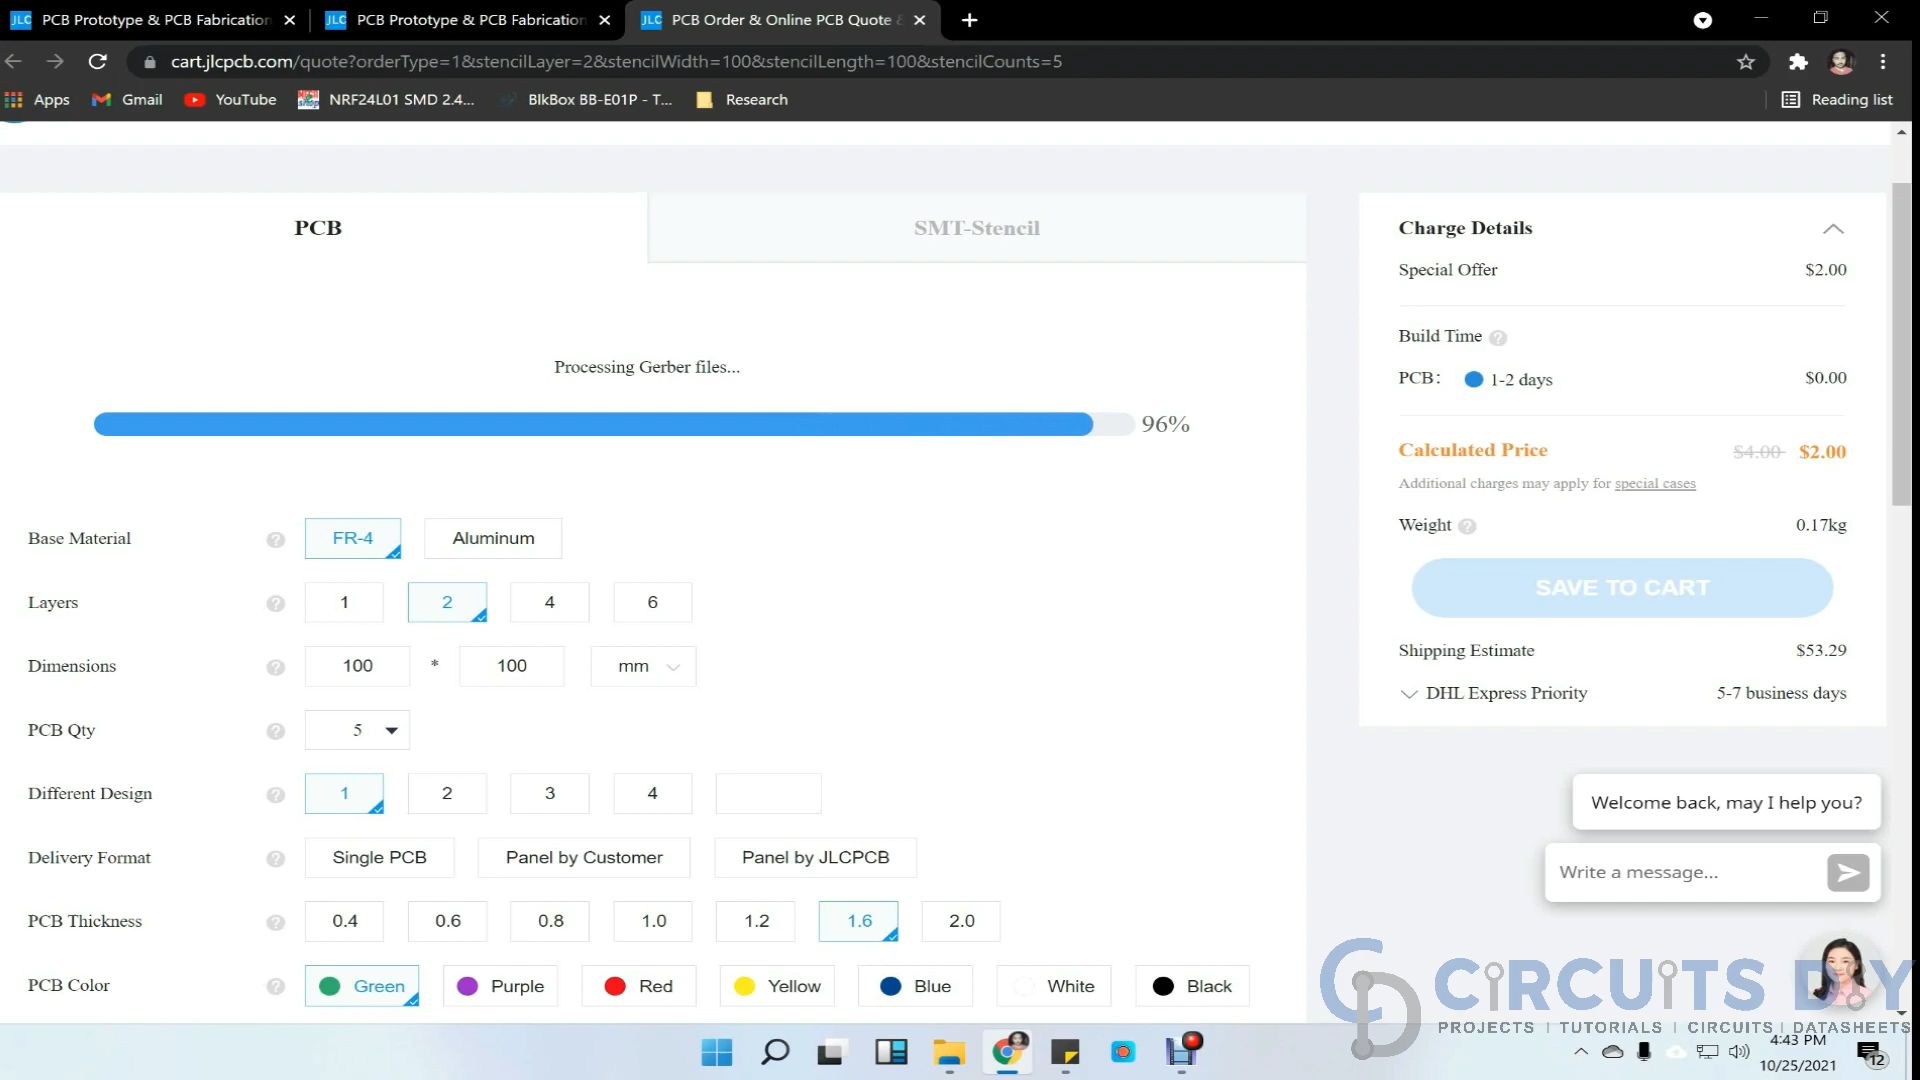 JLC PCB Prototype & PCB Fabrication
JLC PCB Prototype & PCB Fabrication
JLC PCB Order & Online PCB Quote &
cart.jlcpcb.com/quote?orderType=1&stencilLayer=2&stencilWidth=100&stencilLength=100&stencilCounts=5
Apps Gmail YouTube NRF24L01 SMD 2.4... BlkBox BB-E01P - T... Research Reading list
PCB
SMT-Stencil
Processing Gerber files...
96%
Base Material ? FR-4 Aluminum
Layers ? 1 2 4 6
Dimensions ? 100 * 100 mm
PCB Qty ? 5
Different Design ? 1 2 3 4
Delivery Format ? Single PCB Panel by Customer Panel by JLCPCB
PCB Thickness ? 0.4 0.6 0.8 1.0 1.2 1.6 2.0
PCB Color ? Green Purple Red Yellow Blue White Black
Charge Details
Special Offer $2.00
Build Time ?
PCB: 1-2 days $0.00
Calculated Price $4.00 $2.00
Additional charges may apply for special cases
Weight ? 0.17kg
SAVE TO CART
Shipping Estimate $53.29
DHL Express Priority 5-7 business days
Welcome back, may I help you?
Write a message...
CIRCUITS DIY
PROJECTS | TUTORIALS | CIRCUITS | DATASHEETS
4:43 PM
10/25/2021
12